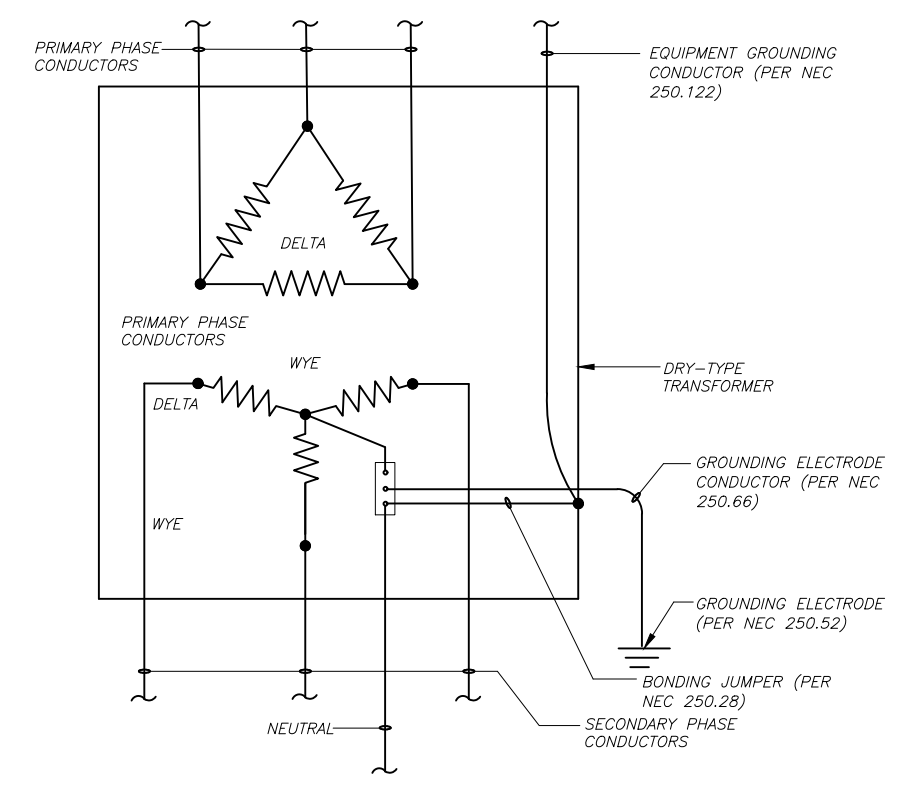 PRIMARY PHASE
CONDUCTORS
EQUIPMENT GROUNDING
CONDUCTOR (PER NEC
250.122)
DELTA
PRIMARY PHASE
CONDUCTORS
WYE
DELTA
DRY-TYPE
TRANSFORMER
GROUNDING ELECTRODE
CONDUCTOR (PER NEC
250.66)
WYE
GROUNDING ELECTRODE
(PER NEC 250.52)
BONDING JUMPER (PER
NEC 250.28)
NEUTRAL
SECONDARY PHASE
CONDUCTORS